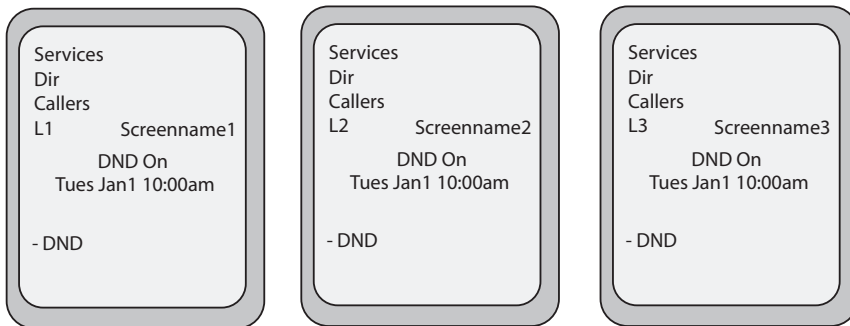 Services
Dir
Callers
L1 Screenname1
DND On
Tues Jan1 10:00am
- DND
Services
Dir
Callers
L2 Screenname2
DND On
Tues Jan1 10:00am
- DND
Services
Dir
Callers
L3 Screenname3
DND On
Tues Jan1 10:00am
- DND